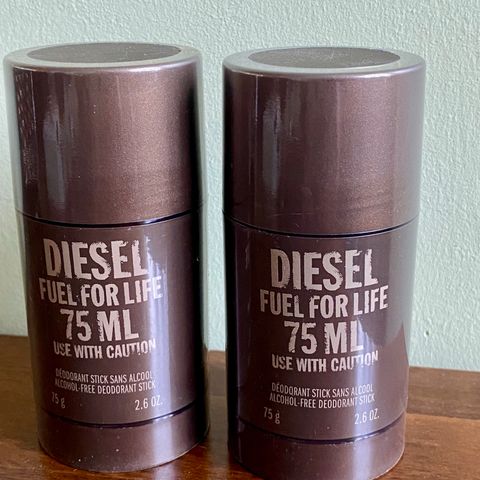 DIESEL
FUEL FOR LIFE
75 ML
USE WITH CAUTION
DÉODORANT STICK SANS ALCOOL
ALCOHOL-FREE DEODORANT STICK
75 g 2.6 OZ.
DIESEL
FUEL FOR LIFE
75 ML
USE WITH CAUTION
DÉODORANT STICK SANS ALCOOL
ALCOHOL-FREE DEODORANT STICK
75 g 2.6 OZ.